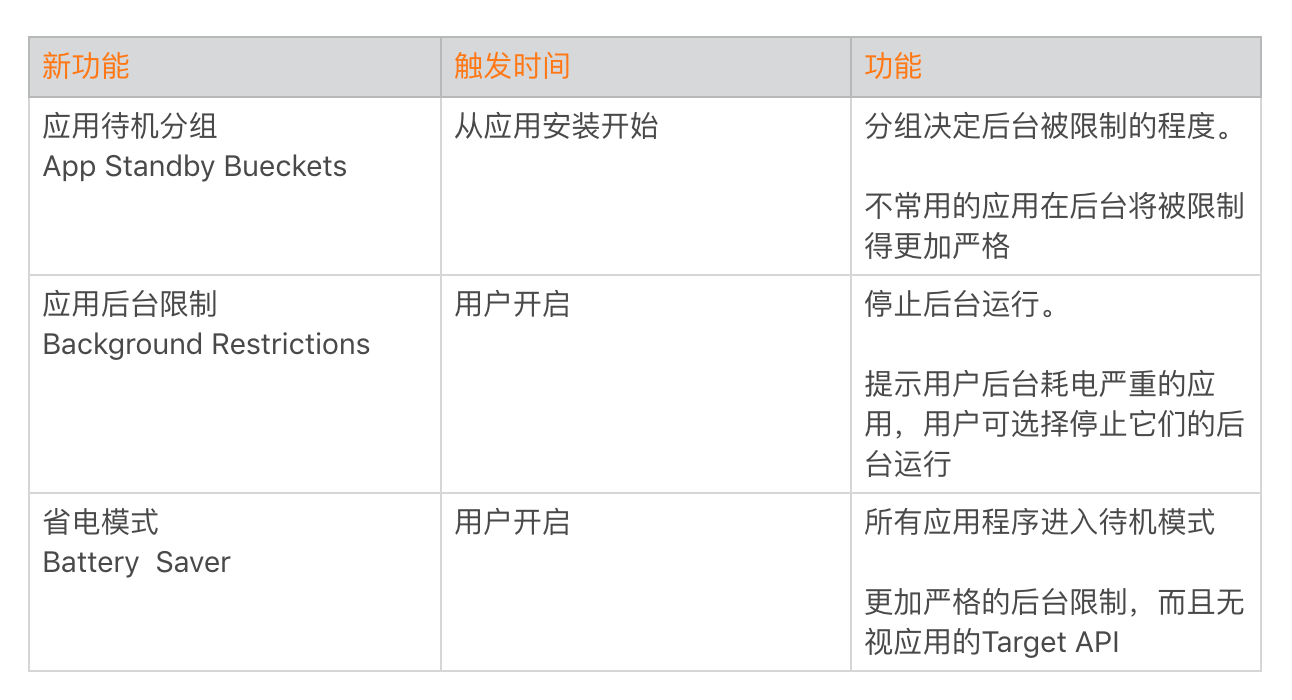 新功能
触发时间
功能
应用待机分组
App Standby Bueckets
从应用安装开始
分组决定后台被限制的程度。
不常用的应用在后台将被限制
得更加严格
应用后台限制
Background Restrictions
用户开启
停止后台运行。
提示用户后台耗电严重的应
用，用户可选择停止它们的后
台运行
省电模式
Battery  Saver
用户开启
所有应用程序进入待机模式
更加严格的后台限制，而且无
视应用的Target API